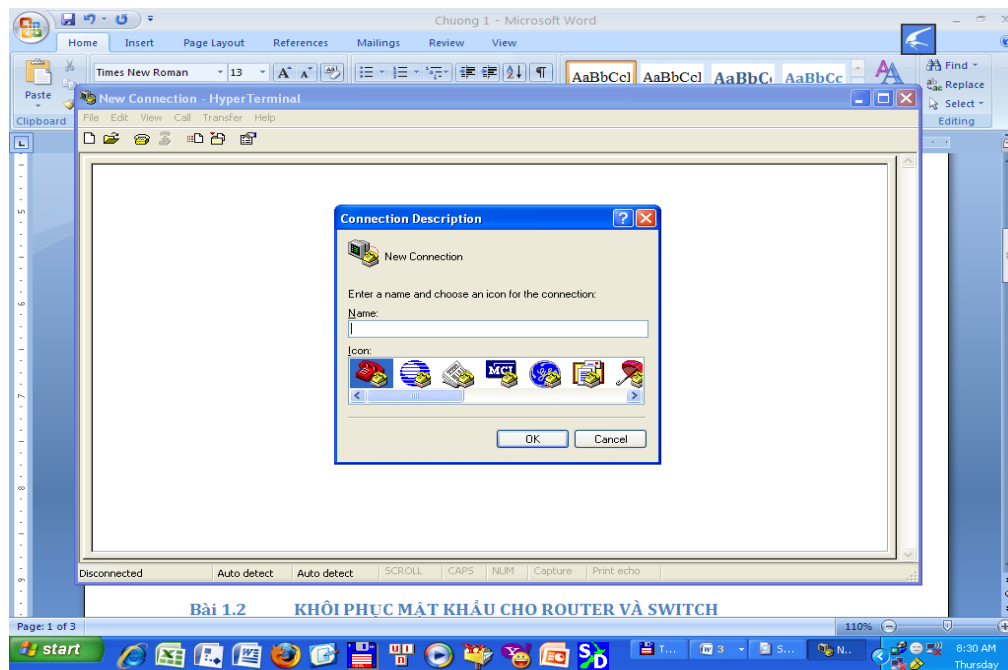 Chuong 1 - Microsoft Word
Home Insert Page Layout References Mailings Review View
Paste
Clipboard
Times New Roman 13
AaBbCcI AaBbCcI AaBbC AaBbCc
Find
Replace
Select
Editing
New Connection - HyperTerminal
File Edit View Call Transfer Help
Connection Description
New Connection
Enter a name and choose an icon for the connection:
Name:
Icon:
MCI
OK Cancel
Disconnected Auto detect Auto detect SCROLL CAPS NUM Capture Print echo
Bài 1.2 KHÔI PHỤC MẬT KHẨU CHO ROUTER VÀ SWITCH
Page: 1 of 3 110%
start T... 3 S... N... 8:30 AM
Thursday